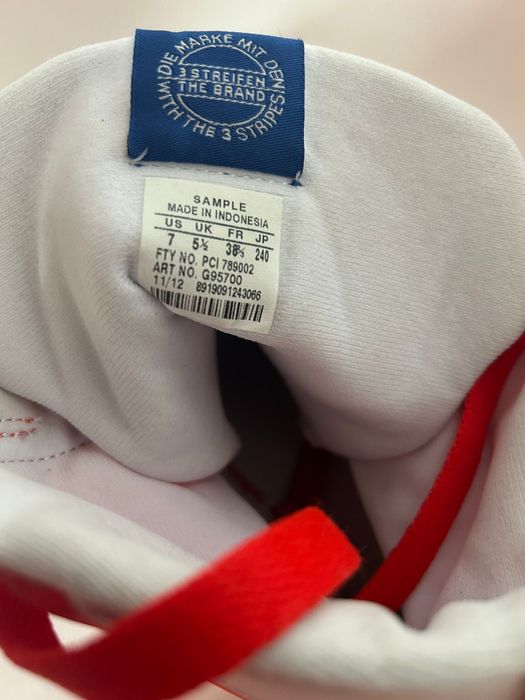 DIE MARKE MIT DEN
3 STREIFEN
THE BRAND
WITH THE 3 STRIPES
SAMPLE
MADE IN INDONESIA
US UK FR JP
7 5½ 38⅔ 240
FTY NO. PCI 789002
ART NO. G95700
11/12 8919091243066